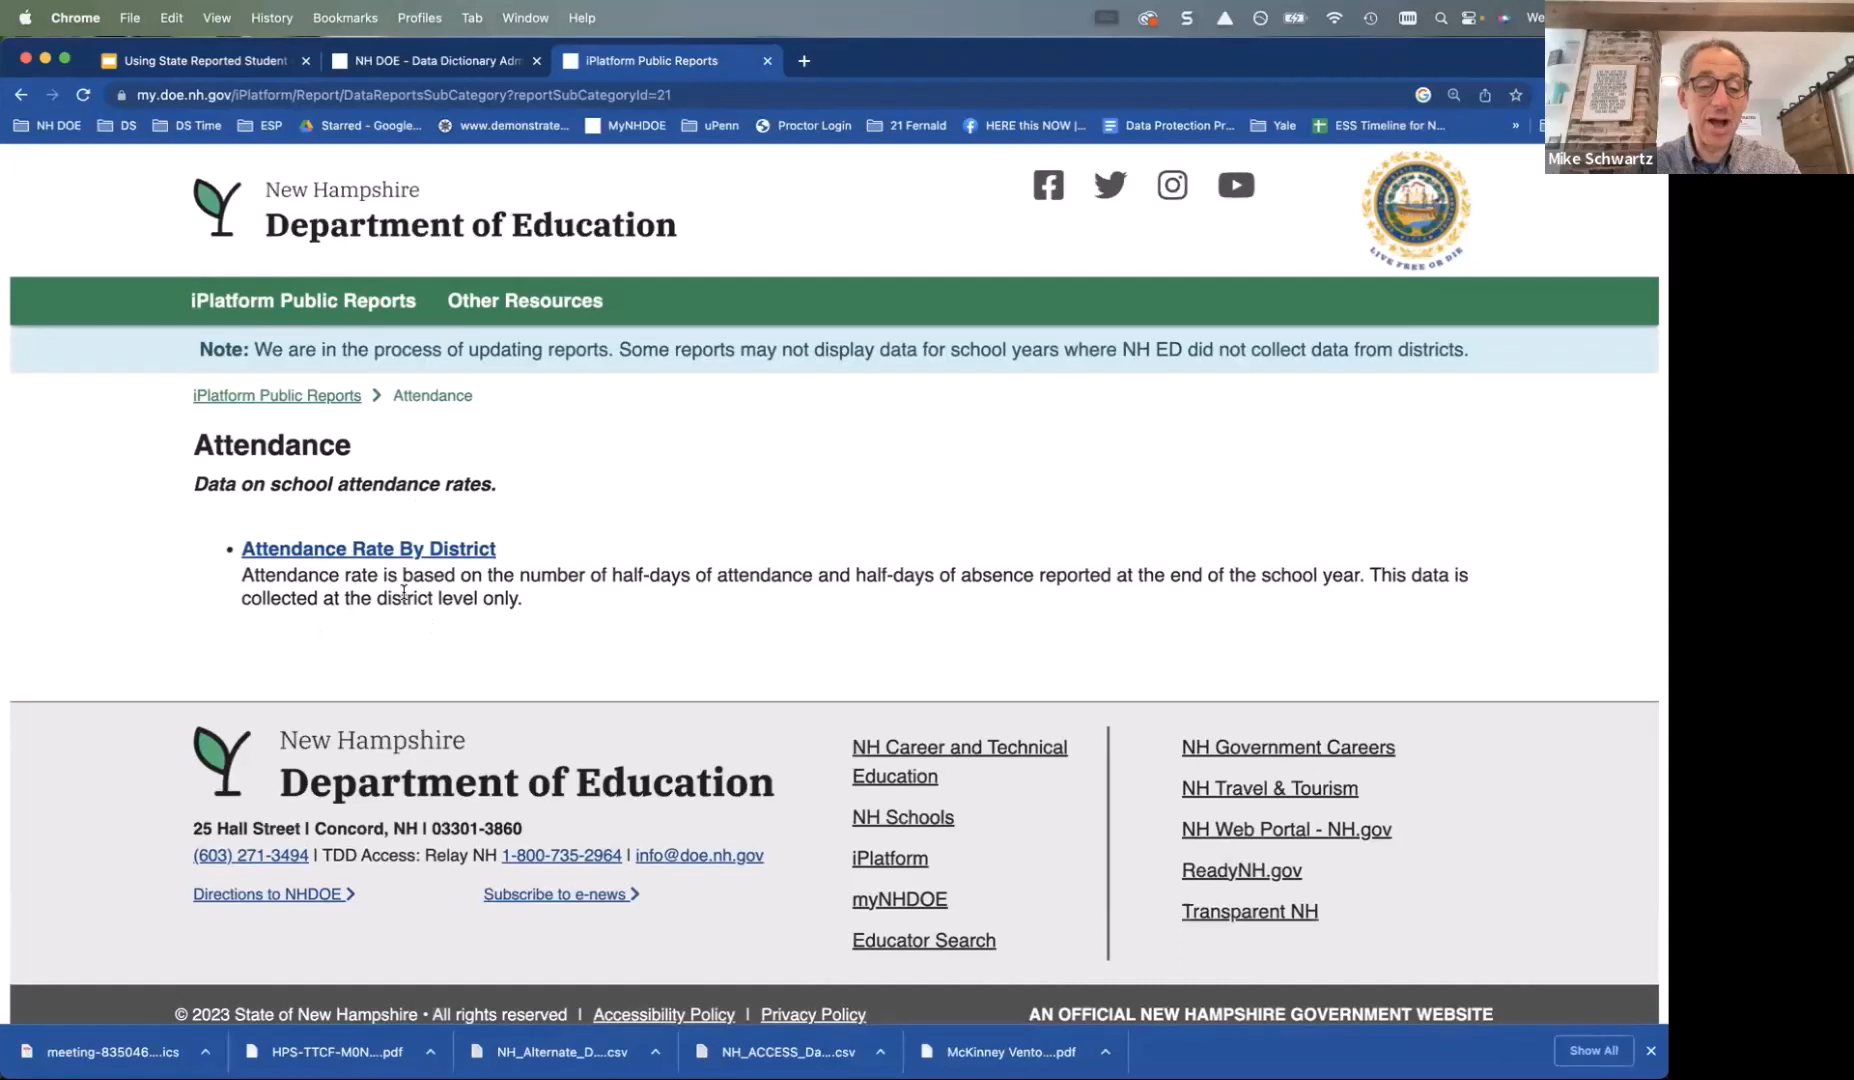 Chrome File Edit View History Bookmarks Profiles Tab Window Help We
Using State Reported Student
NH DOE - Data Dictionary Adm
iPlatform Public Reports
my.doe.nh.gov/iPlatform/Report/DataReportsSubCategory?reportSubCategoryId=21
NH DOE DS DS Time ESP Starred - Google... www.demonstrate... MyNHDOE uPenn Proctor Login 21 Fernald HERE this NOW |... Data Protection Pr... Yale ESS Timeline for N... »
Mike Schwartz
New Hampshire
Department of Education
LIVE FREE OR DIE
iPlatform Public Reports Other Resources
Note: We are in the process of updating reports. Some reports may not display data for school years where NH ED did not collect data from districts.
iPlatform Public Reports > Attendance
Attendance
Data on school attendance rates.
• Attendance Rate By District
Attendance rate is based on the number of half-days of attendance and half-days of absence reported at the end of the school year. This data is
collected at the district level only.
New Hampshire
Department of Education
25 Hall Street | Concord, NH | 03301-3860
(603) 271-3494 | TDD Access: Relay NH 1-800-735-2964 | info@doe.nh.gov
Directions to NHDOE > Subscribe to e-news >
NH Career and Technical
Education
NH Schools
iPlatform
myNHDOE
Educator Search
NH Government Careers
NH Travel & Tourism
NH Web Portal - NH.gov
ReadyNH.gov
Transparent NH
© 2023 State of New Hampshire • All rights reserved | Accessibility Policy | Privacy Policy AN OFFICIAL NEW HAMPSHIRE GOVERNMENT WEBSITE
meeting-835046....ics HPS-TTCF-M0N....pdf NH_Alternate_D....csv NH_ACCESS_Da....csv McKinney Vento....pdf Show All